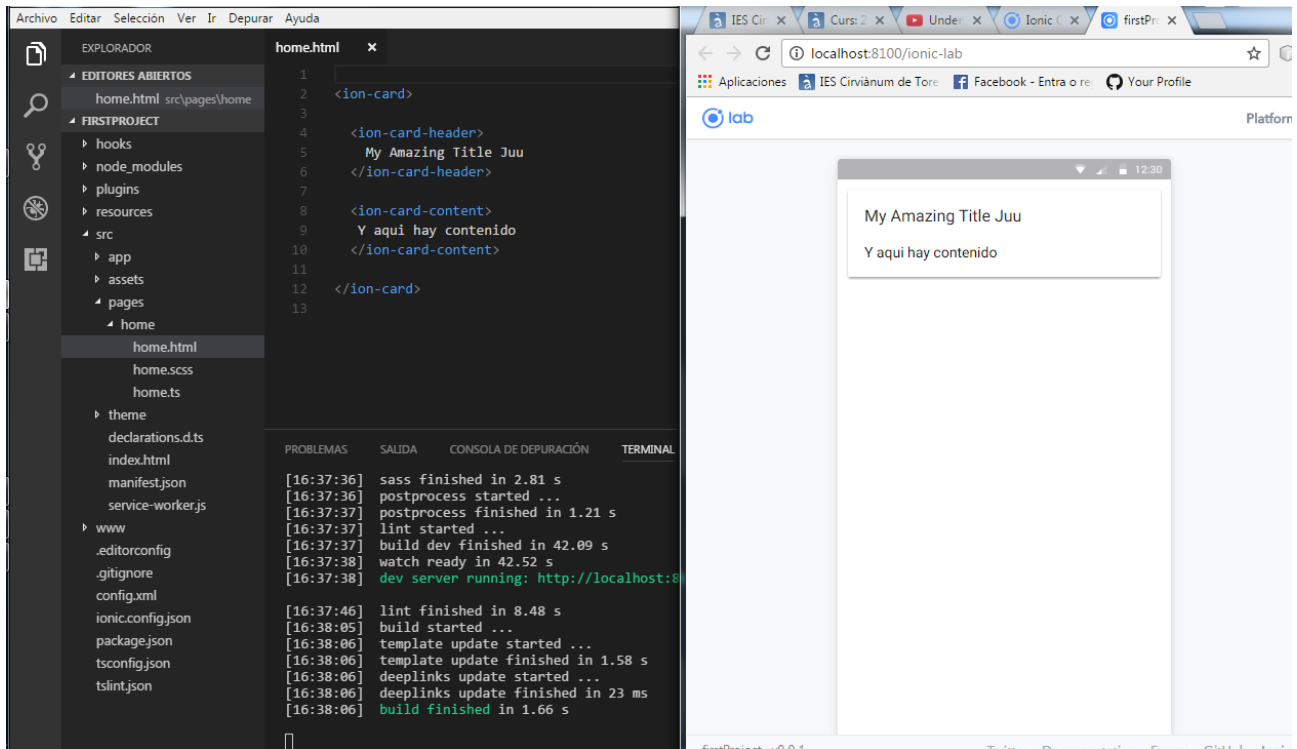 Archivo Editar Selección Ver Ir Depurar Ayuda
EXPLORADOR
EDITORES ABIERTOS
home.html src\pages\home
FIRSTPROJECT
hooks
node_modules
plugins
resources
src
app
assets
pages
home
home.html
home.scss
home.ts
theme
declarations.d.ts
index.html
manifest.json
service-worker.js
www
.editorconfig
.gitignore
config.xml
ionic.config.json
package.json
tsconfig.json
tslint.json
home.html ×
1
2 <ion-card>
3
4 <ion-card-header>
5 My Amazing Title Juu
6 </ion-card-header>
7
8 <ion-card-content>
9 Y aqui hay contenido
10 </ion-card-content>
11
12 </ion-card>
13
PROBLEMAS SALIDA CONSOLA DE DEPURACIÓN TERMINAL
[16:37:36] sass finished in 2.81 s
[16:37:36] postprocess started ...
[16:37:37] postprocess finished in 1.21 s
[16:37:37] lint started ...
[16:37:37] build dev finished in 42.09 s
[16:37:38] watch ready in 42.52 s
[16:37:38] dev server running: http://localhost:8
[16:37:46] lint finished in 8.48 s
[16:38:05] build started ...
[16:38:06] template update started ...
[16:38:06] template update finished in 1.58 s
[16:38:06] deeplinks update started ...
[16:38:06] deeplinks update finished in 23 ms
[16:38:06] build finished in 1.66 s
IES Cir × Curs: 2 × Under × Ionic × firstPr ×
localhost:8100/ionic-lab
Aplicaciones IES Cirviànum de Tore Facebook - Entra o re Your Profile
lab Platform
12:30
My Amazing Title Juu
Y aqui hay contenido